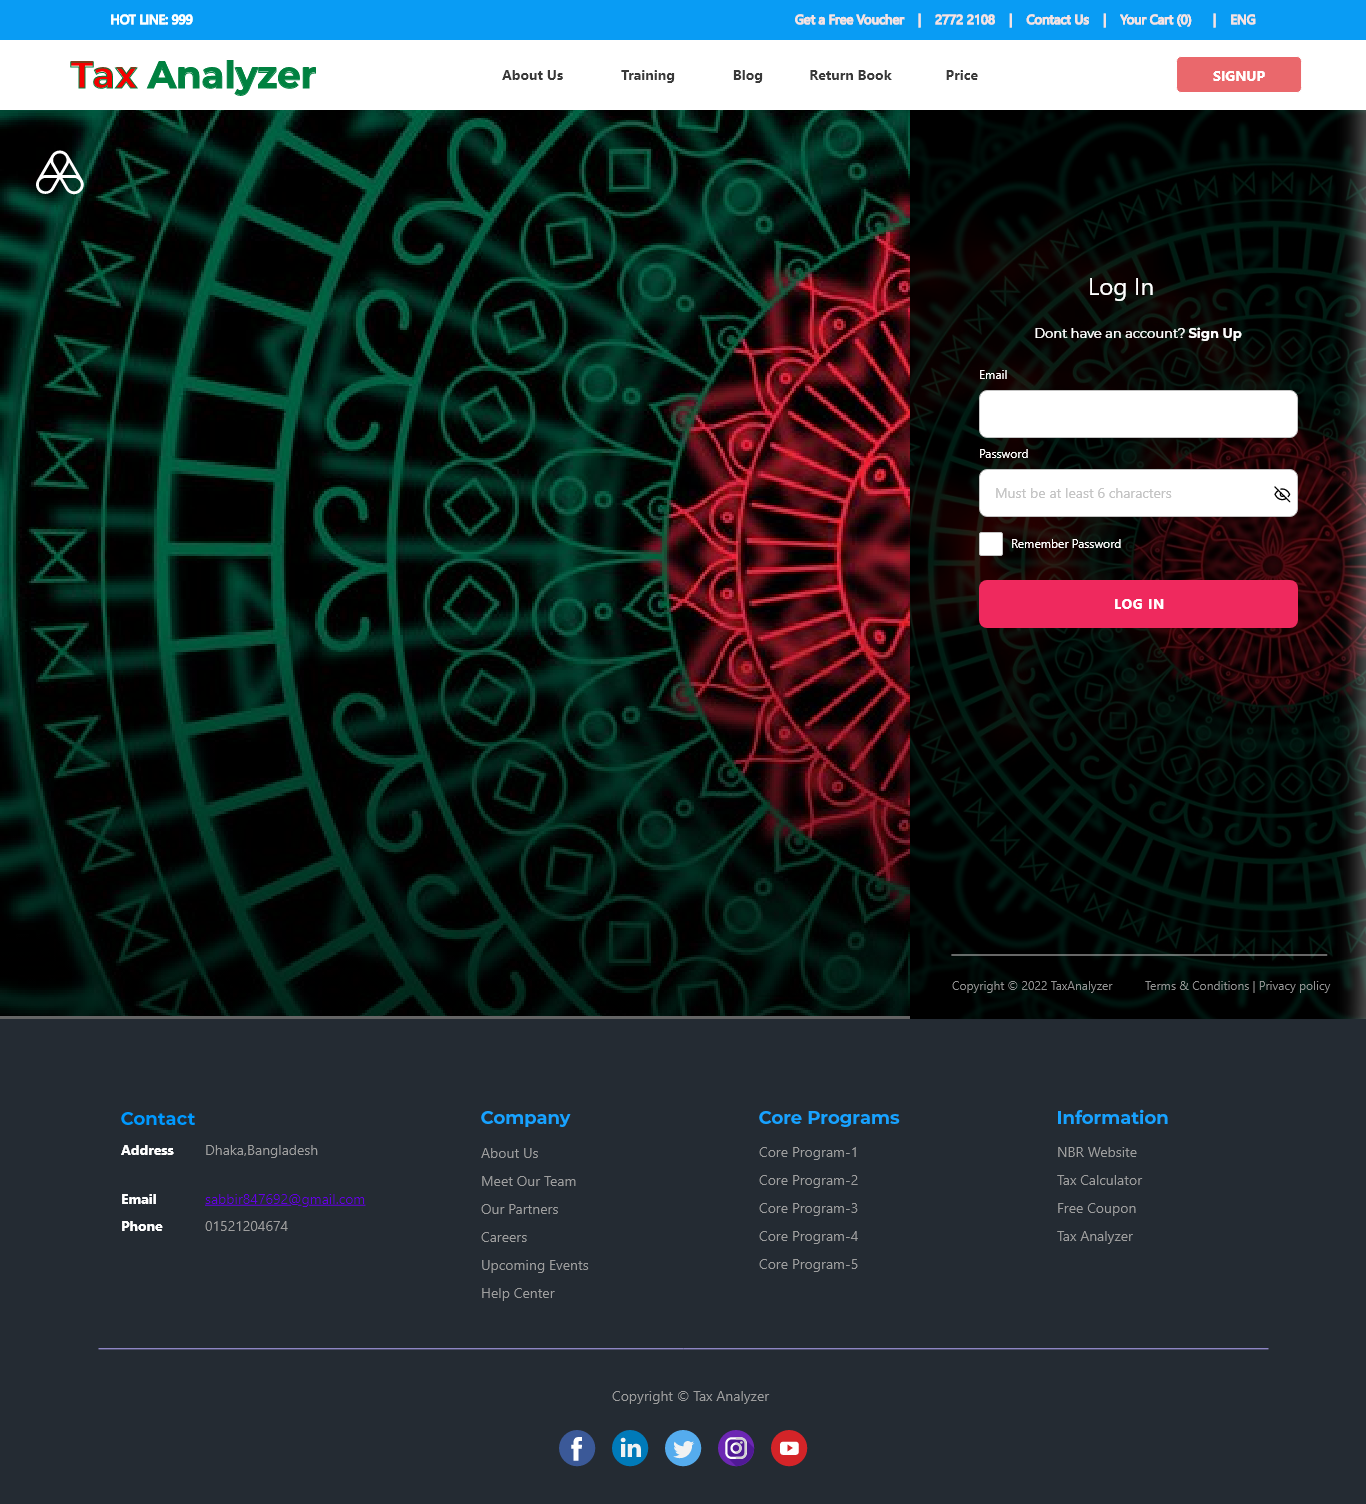 HOT LINE: 999
Get a Free Voucher | 2772 2108 | Contact Us | Your Cart (0) | ENG
Tax Analyzer
About Us Training Blog Return Book Price
SIGNUP
Log In
Dont have an account? Sign Up
Email
Password
Must be at least 6 characters
Remember Password
LOG IN
Copyright © 2022 TaxAnalyzer Terms & Conditions | Privacy policy
Contact
Address Dhaka,Bangladesh
Email sabbir847692@gmail.com
Phone 01521204674
Company
About Us
Meet Our Team
Our Partners
Careers
Upcoming Events
Help Center
Core Programs
Core Program-1
Core Program-2
Core Program-3
Core Program-4
Core Program-5
Information
NBR Website
Tax Calculator
Free Coupon
Tax Analyzer
Copyright © Tax Analyzer